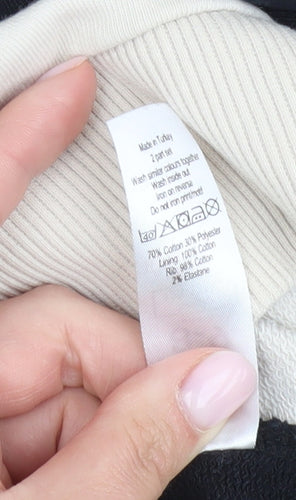 Made in Turkey
2 part set
Wash similar colours together
Wash inside out
Iron on reverse
Do not iron print/motif
40
70% Cotton 30% Polyester
Lining: 100% Cotton
Rib: 98% Cotton
2% Elastane